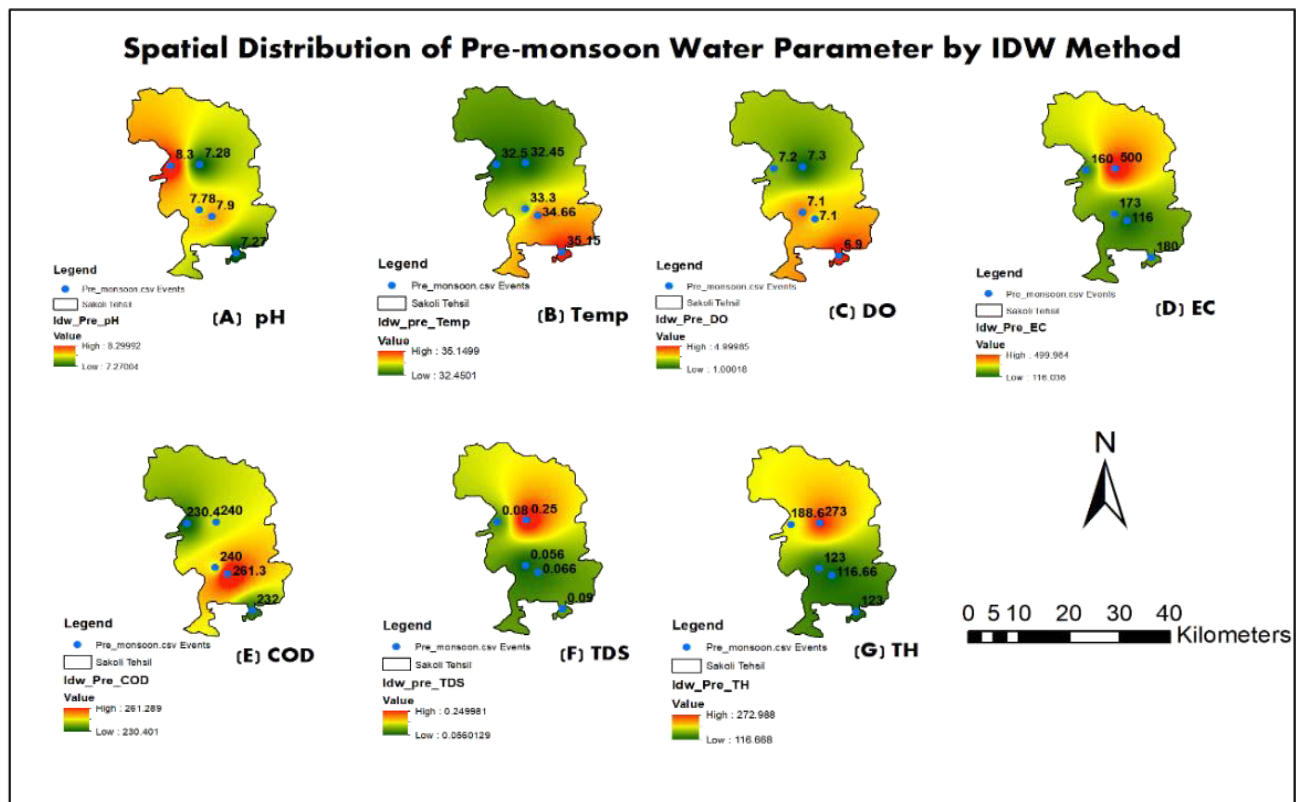 Spatial Distribution of Pre-monsoon Water Parameter by IDW Method
8.3 7.28
7.78
7.9
7.27
Legend
Pre_monsoon.csv Events
Sakoli Tehsil
Idw_Pre_pH
Value
High : 8.29992
Low : 7.27004
(A) pH
32.5 32.45
33.3
34.66
35.15
Legend
Pre_monsoon.csv Events
Sakoli Tehsil
Idw_pre_Temp
Value
High : 35.1499
Low : 32.4501
(B) Temp
7.2 7.3
7.1
7.1
6.9
Legend
Pre_monsoon.csv Events
Sakoli Tehsil
Idw_Pre_DO
Value
High : 4.99985
Low : 1.00018
(C) DO
160 500
173
116
180
Legend
Pre_monsoon.csv Events
Sakoli Tehsil
Idw_Pre_EC
Value
High : 499.984
Low : 116.036
(D) EC
230.4 240
240
261.3
232
Legend
Pre_monsoon.csv Events
Sakoli Tehsil
Idw_Pre_COD
Value
High : 261.289
Low : 230.401
(E) COD
0.08 0.25
0.056
0.066
0.09
Legend
Pre_monsoon.csv Events
Sakoli Tehsil
Idw_pre_TDS
Value
High : 0.249981
Low : 0.0560129
(F) TDS
188.6 273
123
116.66
123
Legend
Pre_monsoon.csv Events
Sakoli Tehsil
Idw_Pre_TH
Value
High : 272.988
Low : 116.668
(G) TH
N
0 5 10 20 30 40
Kilometers